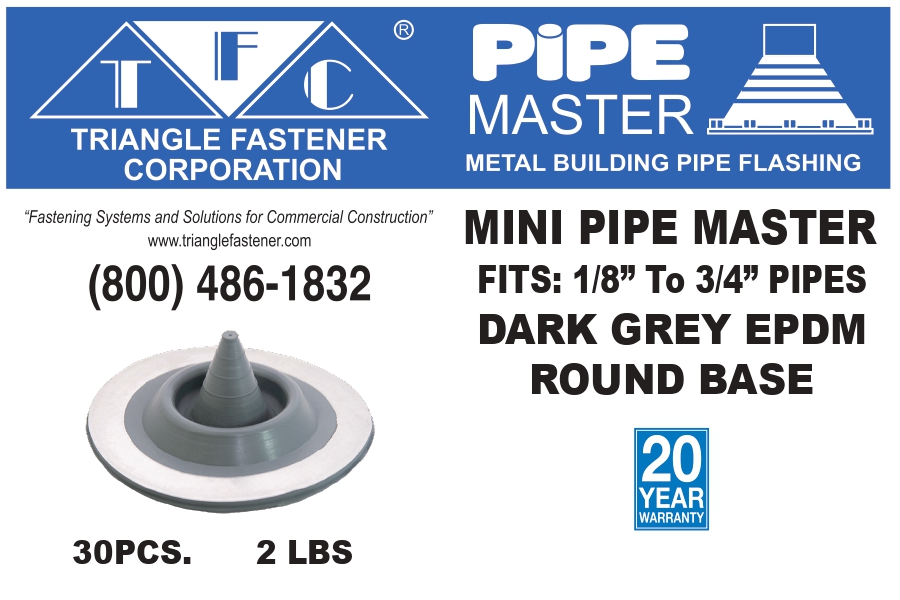 TFC ®
TRIANGLE FASTENER
CORPORATION
PiPE
MASTER
METAL BUILDING PIPE FLASHING
“Fastening Systems and Solutions for Commercial Construction”
www.trianglefastener.com
(800) 486-1832
MINI PIPE MASTER
FITS: 1/8” To 3/4” PIPES
DARK GREY EPDM
ROUND BASE
20
YEAR
WARRANTY
30PCS. 2 LBS